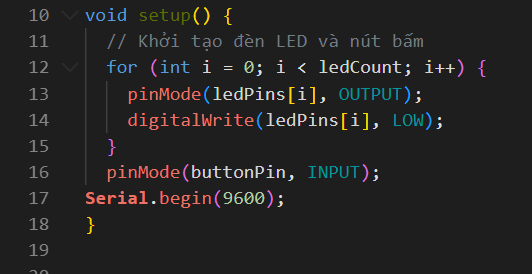 10 void setup() {
11 // Khởi tạo đèn LED và nút bấm
12 for (int i = 0; i < ledCount; i++) {
13 pinMode(ledPins[i], OUTPUT);
14 digitalWrite(ledPins[i], LOW);
15 }
16 pinMode(buttonPin, INPUT);
17 Serial.begin(9600);
18 }
19